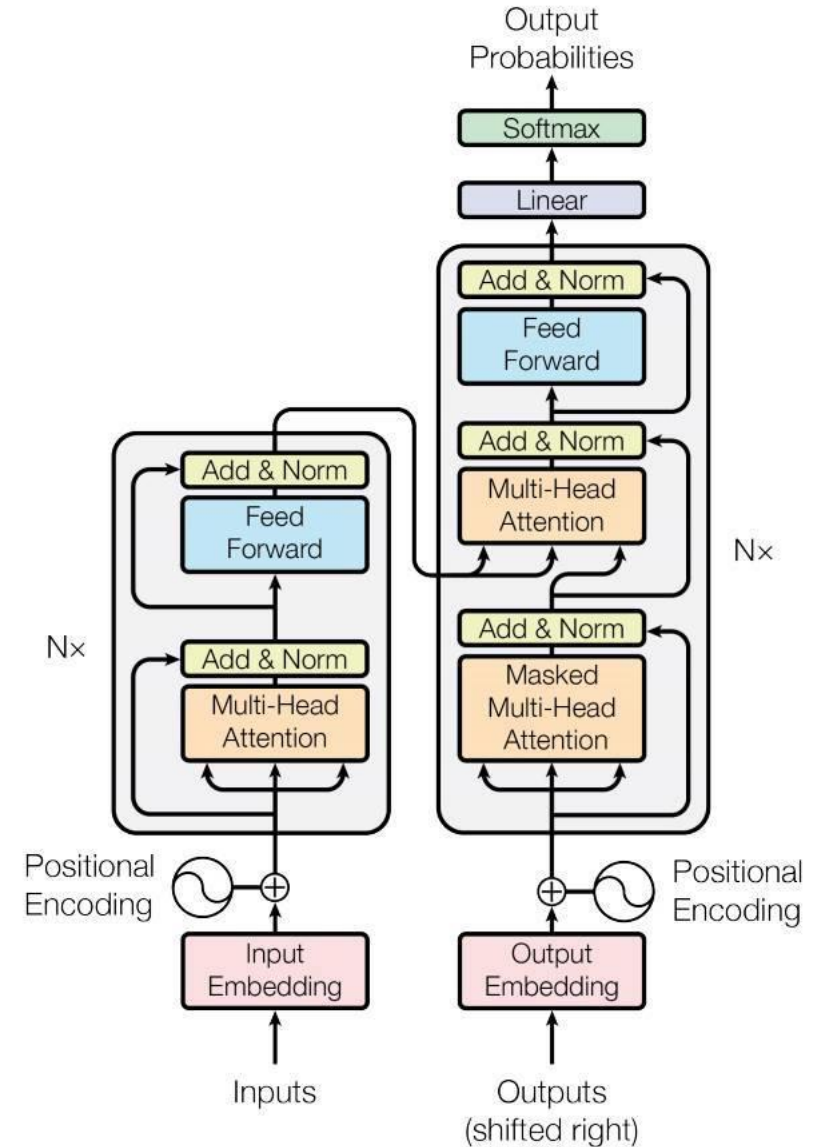 Output
Probabilities
Softmax
Linear
Add & Norm
Feed
Forward
Add & Norm
Multi-Head
Attention
N×
Add & Norm
Masked
Multi-Head
Attention
Add & Norm
Feed
Forward
N×
Add & Norm
Multi-Head
Attention
Positional
Encoding
Positional
Encoding
Input
Embedding
Output
Embedding
Inputs
Outputs
(shifted right)